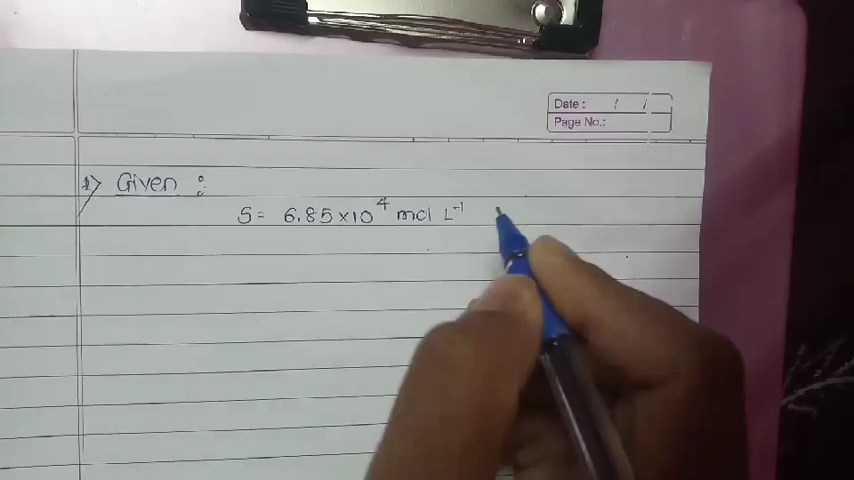 Date : / /
Page No.:
1> Given :
S = 6.85×10⁴ mol L⁻¹